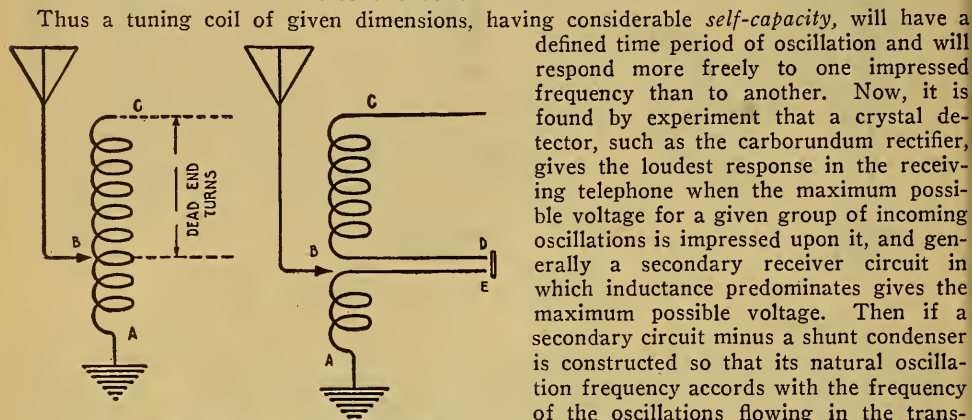 Thus a tuning coil of given dimensions, having considerable self-capacity, will have a
defined time period of oscillation and will
respond more freely to one impressed
frequency than to another. Now, it is
found by experiment that a crystal de-
tector, such as the carborundum rectifier,
gives the loudest response in the receiv-
ing telephone when the maximum possi-
ble voltage for a given group of incoming
oscillations is impressed upon it, and gen-
erally a secondary receiver circuit in
which inductance predominates gives the
maximum possible voltage. Then if a
secondary circuit minus a shunt condenser
is constructed so that its natural oscilla-
tion frequency accords with the frequency
of the oscillations flowing in the trans-
C
DEAD END
TURNS
B
A
C
B
D
E
A